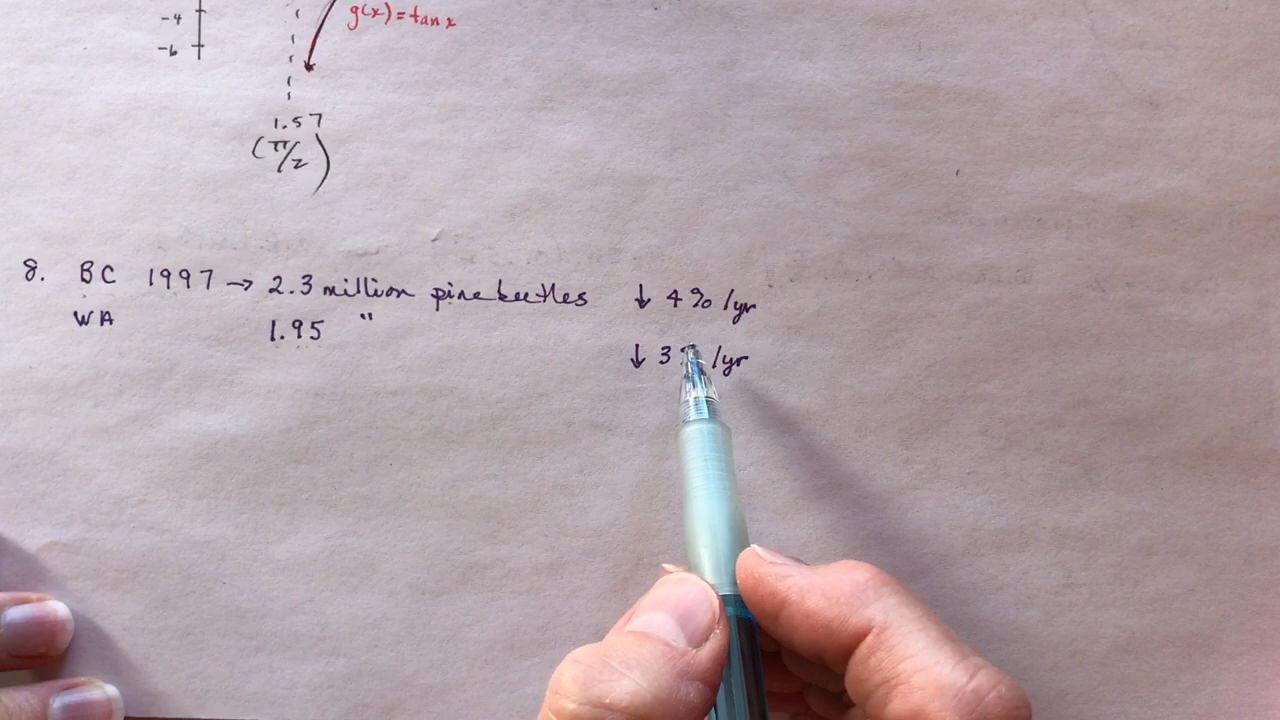 -4
g(x)=tan x
-6
1.57
(π/2)
8. BC 1997 → 2.3 million pine beetles ↓ 4% /yr
WA 1.95 "
↓ 3 /yr